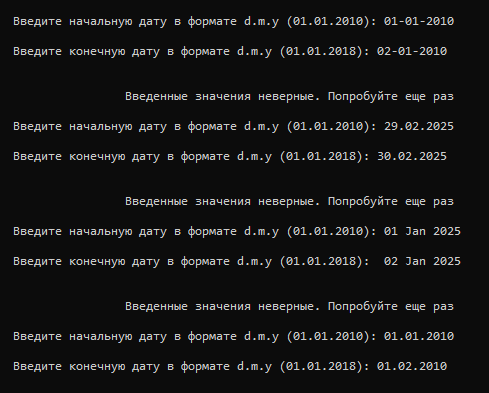 Введите начальную дату в формате d.m.y (01.01.2010): 01-01-2010
Введите конечную дату в формате d.m.y (01.01.2018): 02-01-2010
Введенные значения неверные. Попробуйте еще раз
Введите начальную дату в формате d.m.y (01.01.2010): 29.02.2025
Введите конечную дату в формате d.m.y (01.01.2018): 30.02.2025
Введенные значения неверные. Попробуйте еще раз
Введите начальную дату в формате d.m.y (01.01.2010): 01 Jan 2025
Введите конечную дату в формате d.m.y (01.01.2018):  02 Jan 2025
Введенные значения неверные. Попробуйте еще раз
Введите начальную дату в формате d.m.y (01.01.2010): 01.01.2010
Введите конечную дату в формате d.m.y (01.01.2018): 01.02.2010